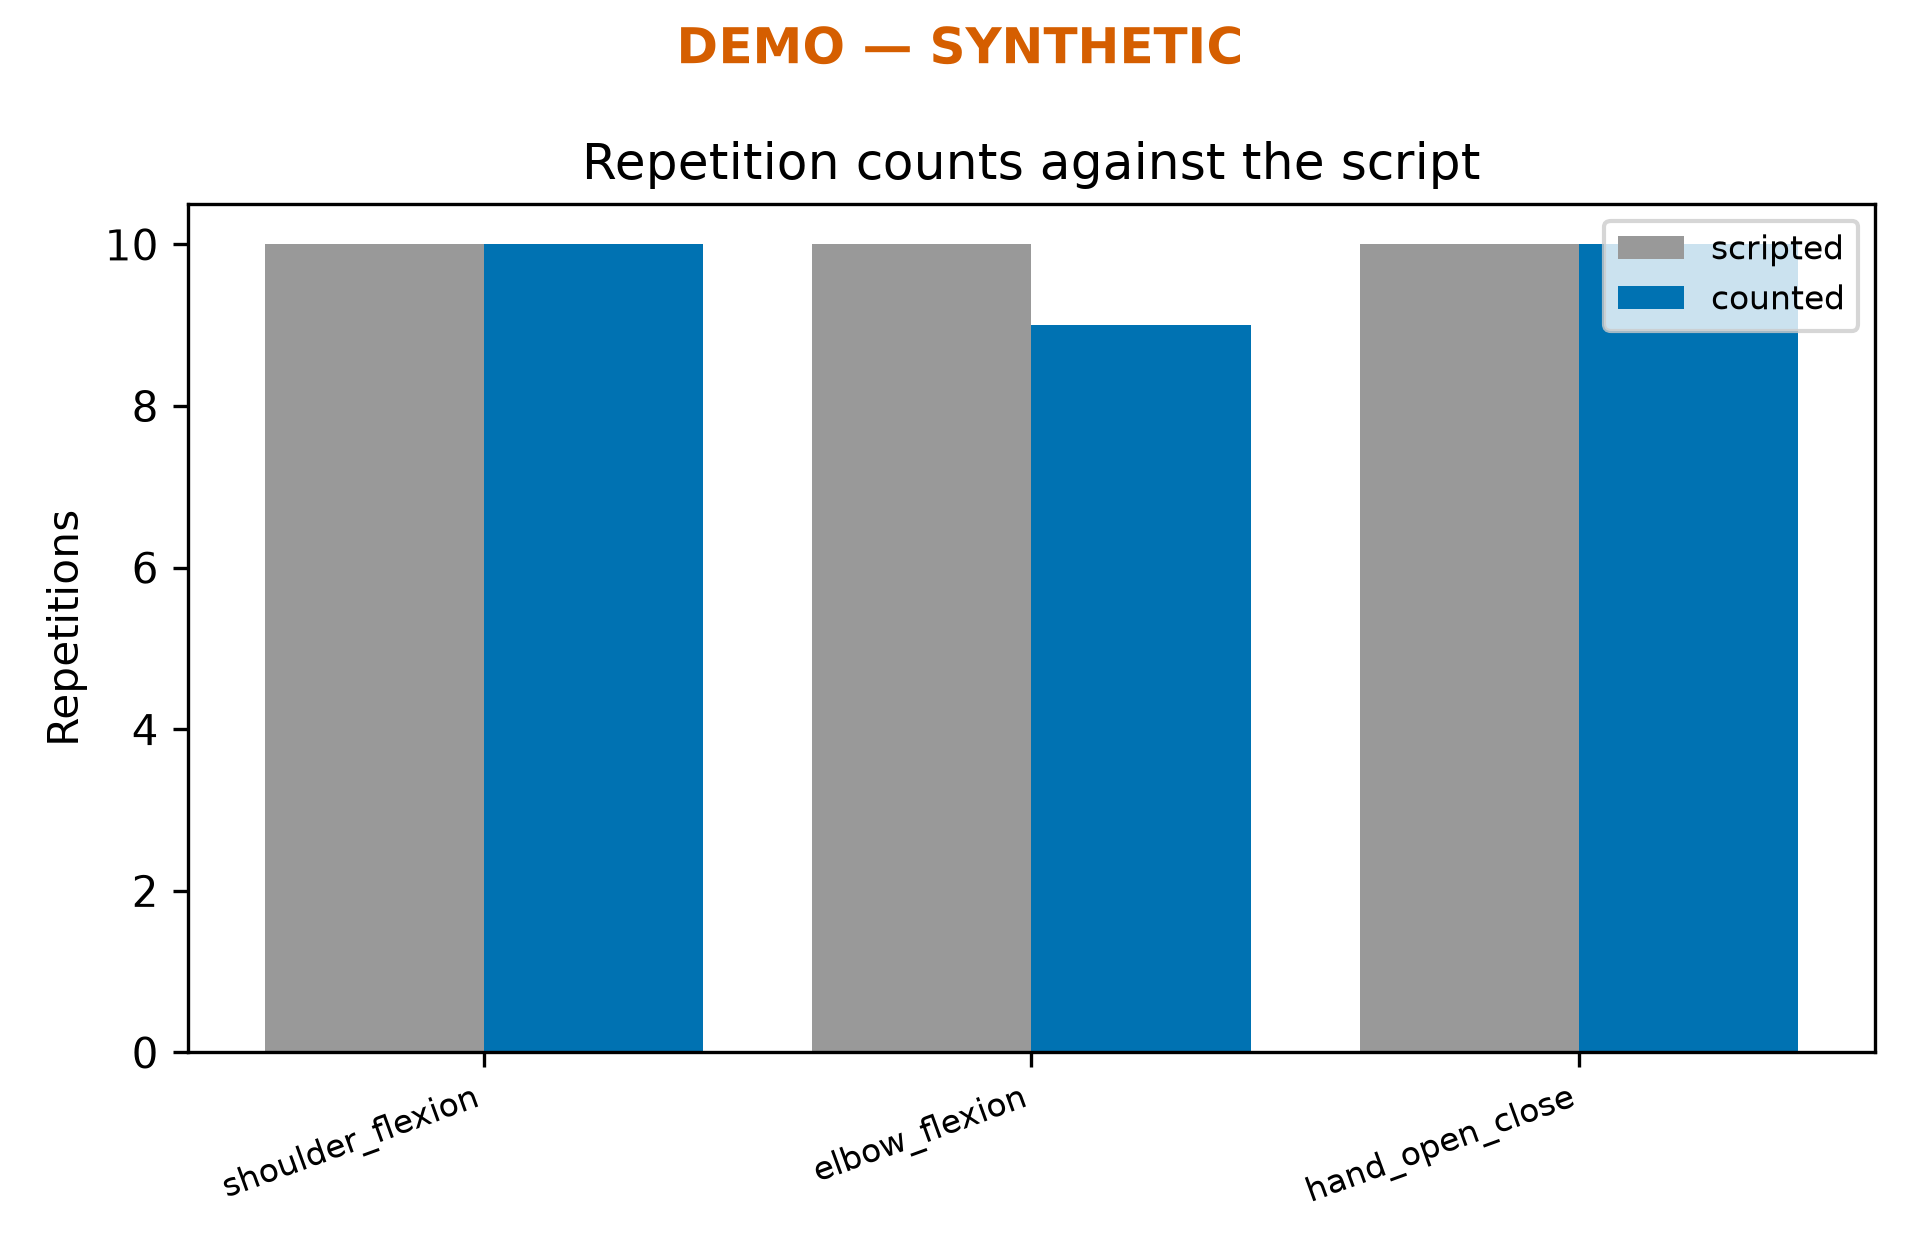 DEMO — SYNTHETIC
Repetition counts against the script
10
8
6
4
2
0
Repetitions
scripted
counted
shoulder_flexion
elbow_flexion
hand_open_close